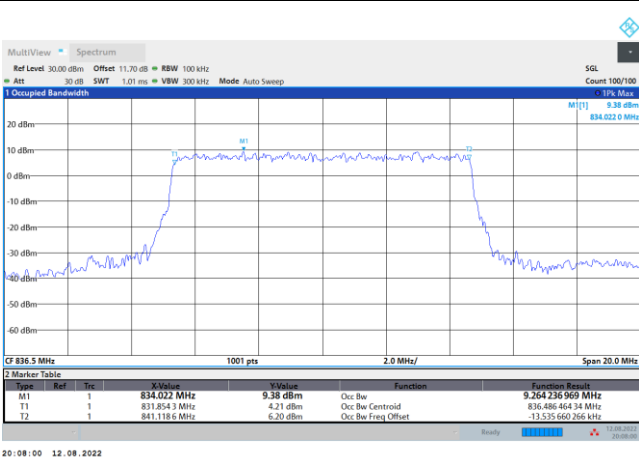 MultiView Spectrum
Ref Level 30.00 dBm Offset 11.70 dB RBW 100 kHz SGL
Att 30 dB SWT 1.01 ms VBW 300 kHz Mode Auto Sweep Count 100/100
1 Occupied Bandwidth 1Pk Max
M1[1] 9.38 dBm
834.022 0 MHz
20 dBm
M1
10 dBm T1 T2
0 dBm
-10 dBm
-20 dBm
-30 dBm
-40 dBm
-50 dBm
-60 dBm
CF 836.5 MHz 1001 pts 2.0 MHz/ Span 20.0 MHz
2 Marker Table
Type Ref Trc X-Value Y-Value Function Function Result
M1 1 834.022 MHz 9.38 dBm Occ Bw 9.264 236 969 MHz
T1 1 831.854 3 MHz 4.21 dBm Occ Bw Centroid 836.486 464 34 MHz
T2 1 841.118 6 MHz 6.20 dBm Occ Bw Freq Offset -13.535 660 266 kHz
Ready 12.08.2022
20:08:00
20:08:00 12.08.2022